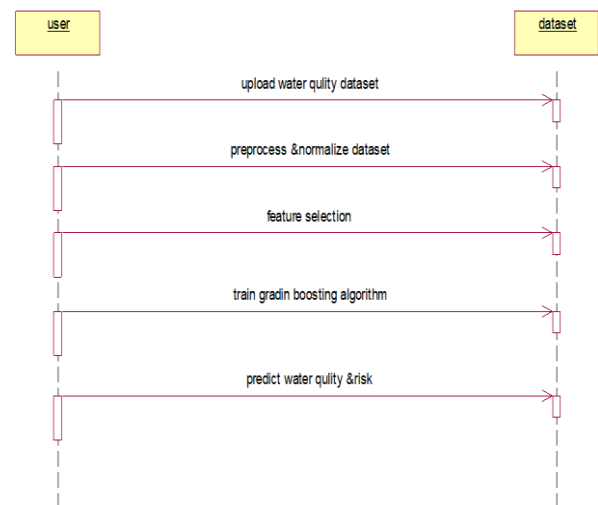 user
dataset
upload water qulity dataset
preprocess &normalize dataset
feature selection
train gradin boosting algorithm
predict water qulity &risk